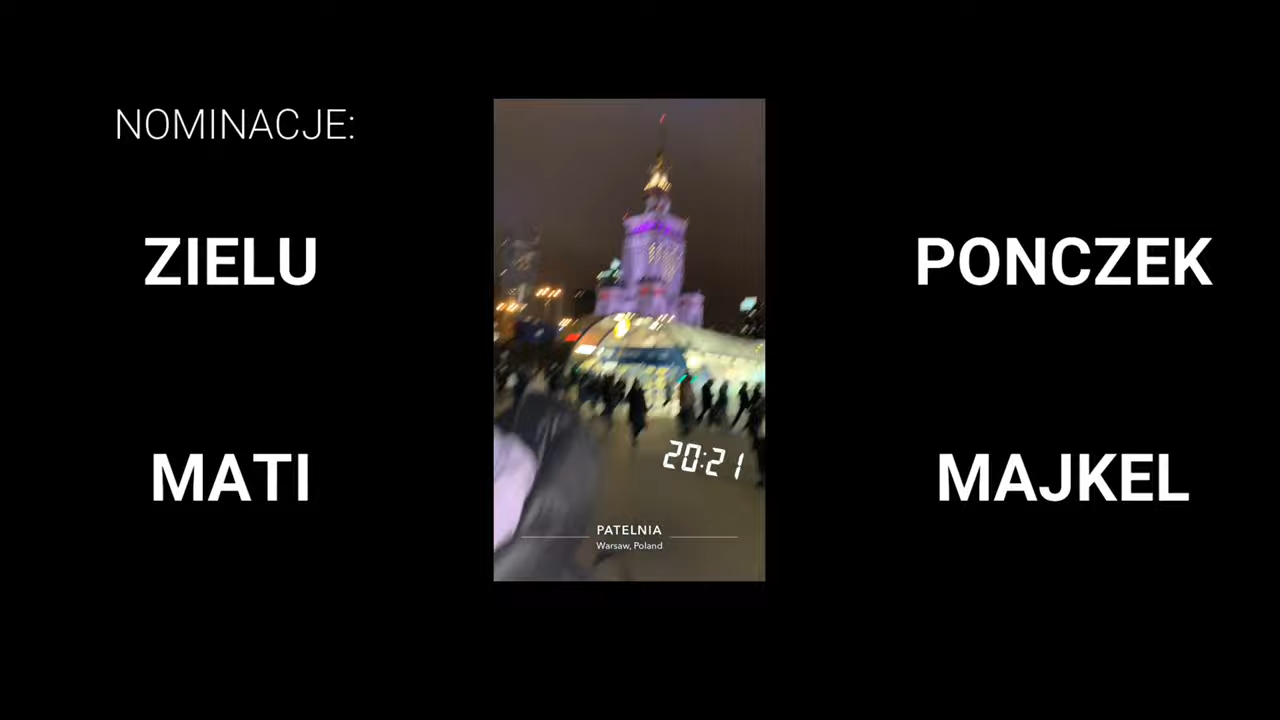 NOMINACJE:
ZIELU
PONCZEK
MATI
MAJKEL
20:21
PATELNIA
Warsaw, Poland